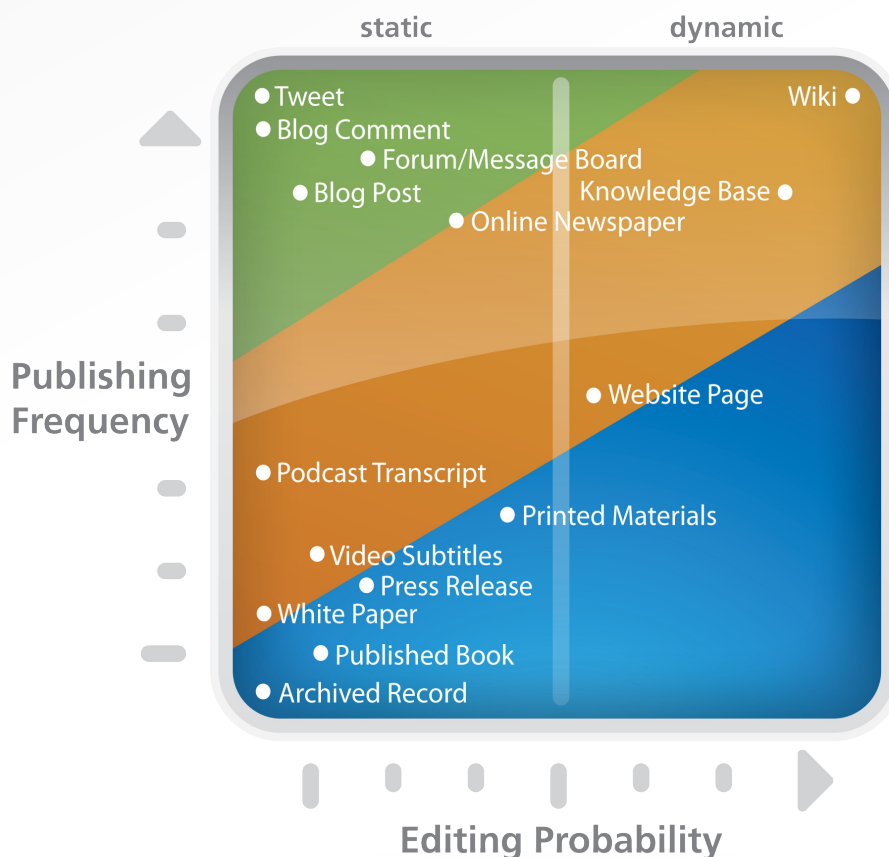 static
dynamic
Tweet
Wiki
Blog Comment
Forum/Message Board
Blog Post
Knowledge Base
Online Newspaper
Publishing
Frequency
Website Page
Podcast Transcript
Printed Materials
Video Subtitles
Press Release
White Paper
Published Book
Archived Record
Editing Probability